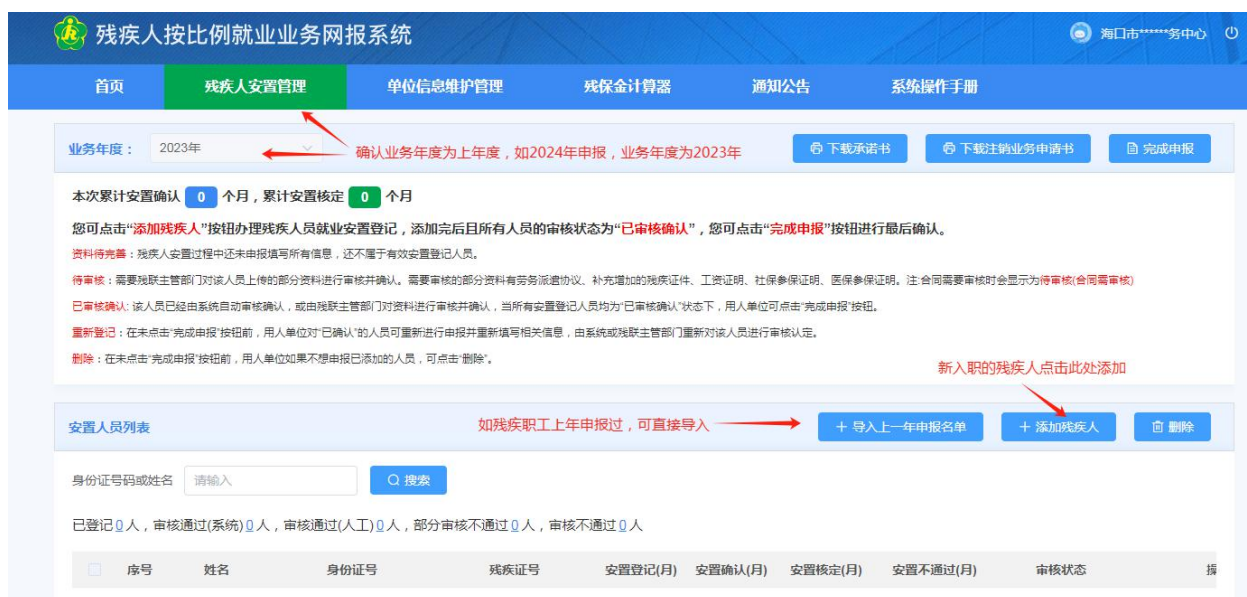 残疾人按比例就业业务网报系统
海口市******务中心
首页 残疾人安置管理 单位信息维护管理 残保金计算器 通知公告 系统操作手册
业务年度： 2023年 确认业务年度为上年度，如2024年申报，业务年度为2023年 下载承诺书 下载注销业务申请书 完成申报
本次累计安置确认 0 个月，累计安置核定 0 个月
您可点击“添加残疾人”按钮办理残疾人员就业安置登记，添加完后且所有人员的审核状态为“已审核确认”，您可点击“完成申报”按钮进行最后确认。
资料待完善：残疾人安置过程中还未申报填写所有信息，还不属于有效安置登记人员。
待审核：需要残联主管部门对该人员上传的部分资料进行审核并确认。需要审核的部分资料有劳务派遣协议、补充增加的残疾证件、工资证明、社保参保证明、医保参保证明。注:合同需要审核时会显示为待审核(合同需审核)
已审核确认: 该人员已经由系统自动审核确认，或由残联主管部门对资料进行审核并确认，当所有安置登记人员均为“已审核确认”状态下，用人单位可点击“完成申报”按钮。
重新登记：在未点击“完成申报”按钮前，用人单位对“已确认”的人员可重新进行申报并重新填写相关信息，由系统或残联主管部门重新对该人员进行审核认定。
删除：在未点击“完成申报”按钮前，用人单位如果不想申报已添加的人员，可点击“删除”。
新入职的残疾人点击此处添加
安置人员列表 如残疾职工上年申报过，可直接导入 + 导入上一年申报名单 + 添加残疾人 删除
身份证号码或姓名 请输入 搜索
已登记0人，审核通过(系统)0人，审核通过(人工)0人，部分审核不通过0人，审核不通过0人
序号 姓名 身份证号 残疾证号 安置登记(月) 安置确认(月) 安置核定(月) 安置不通过(月) 审核状态 操